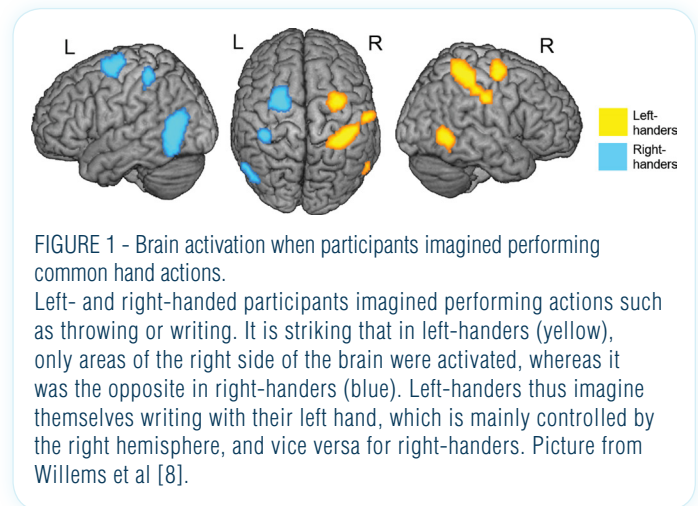 L
L
R
R
Left-
handers
Right-
handers
FIGURE 1 - Brain activation when participants imagined performing
common hand actions.
Left- and right-handed participants imagined performing actions such
as throwing or writing. It is striking that in left-handers (yellow),
only areas of the right side of the brain were activated, whereas it
was the opposite in right-handers (blue). Left-handers thus imagine
themselves writing with their left hand, which is mainly controlled by
the right hemisphere, and vice versa for right-handers. Picture from
Willems et al [8].